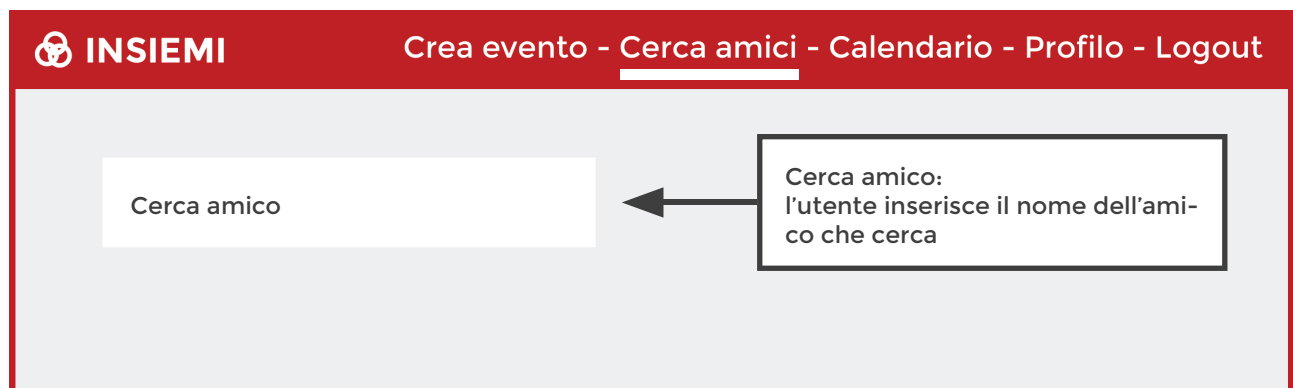 INSIEMI
Crea evento - Cerca amici - Calendario - Profilo - Logout
Cerca amico
Cerca amico:
l'utente inserisce il nome dell'ami-
co che cerca